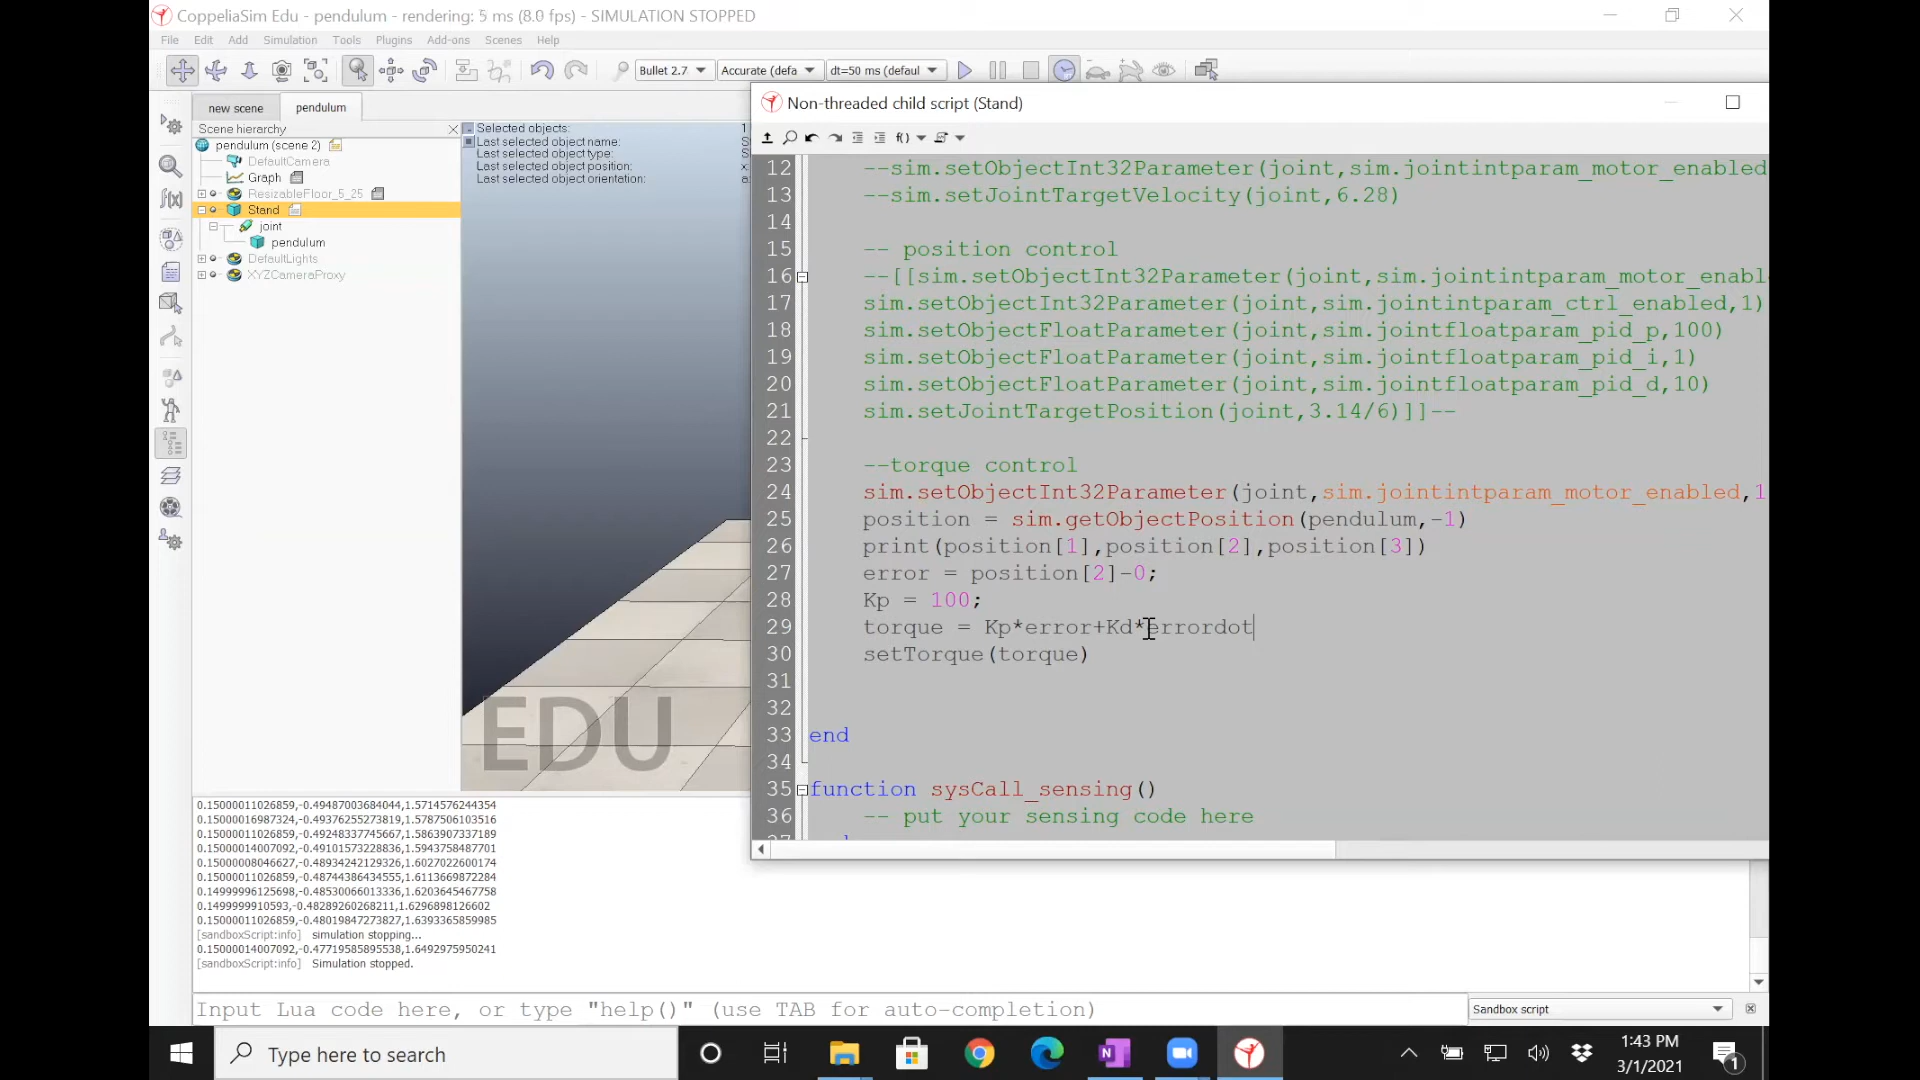 CoppeliaSim Edu - pendulum - rendering: 5 ms (8.0 fps) - SIMULATION STOPPED
File Edit Add Simulation Tools Plugins Add-ons Scenes Help
Bullet 2.7 Accurate (defa dt=50 ms (defaul
new scene pendulum
Scene hierarchy
pendulum (scene 2)
DefaultCamera
Graph
ResizableFloor_5_25
Stand
joint
pendulum
DefaultLights
XYZCameraProxy
Selected objects: 1
Last selected object name: S
Last selected object type: S
Last selected object position: x:
Last selected object orientation: a:
EDU
Non-threaded child script (Stand)
f()
12 --sim.setObjectInt32Parameter(joint,sim.jointintparam_motor_enabled
13 --sim.setJointTargetVelocity(joint,6.28)
14
15 -- position control
16 --[[sim.setObjectInt32Parameter(joint,sim.jointintparam_motor_enabl
17 sim.setObjectInt32Parameter(joint,sim.jointintparam_ctrl_enabled,1)
18 sim.setObjectFloatParameter(joint,sim.jointfloatparam_pid_p,100)
19 sim.setObjectFloatParameter(joint,sim.jointfloatparam_pid_i,1)
20 sim.setObjectFloatParameter(joint,sim.jointfloatparam_pid_d,10)
21 sim.setJointTargetPosition(joint,3.14/6)]]--
22
23 --torque control
24 sim.setObjectInt32Parameter(joint,sim.jointintparam_motor_enabled,1
25 position = sim.getObjectPosition(pendulum,-1)
26 print(position[1],position[2],position[3])
27 error = position[2]-0;
28 Kp = 100;
29 torque = Kp*error+Kd*errordot
30 setTorque(torque)
31
32
33 end
34
35 function sysCall_sensing()
36 -- put your sensing code here
0.15000011026859,-0.49487003684044,1.5714576244354
0.15000016987324,-0.49376255273819,1.5787506103516
0.15000011026859,-0.49248337745667,1.5863907337189
0.15000014007092,-0.49101573228836,1.5943758487701
0.15000008046627,-0.48934242129326,1.6027022600174
0.15000011026859,-0.48744386434555,1.6113669872284
0.14999996125698,-0.48530066013336,1.6203645467758
0.1499999910593,-0.48289260268211,1.6296898126602
0.15000011026859,-0.48019847273827,1.6393365859985
[sandboxScript:info] simulation stopping...
0.15000014007092,-0.47719585895538,1.6492975950241
[sandboxScript:info] Simulation stopped.
Input Lua code here, or type "help()" (use TAB for auto-completion)
Sandbox script
Type here to search
1:43 PM
3/1/2021
1